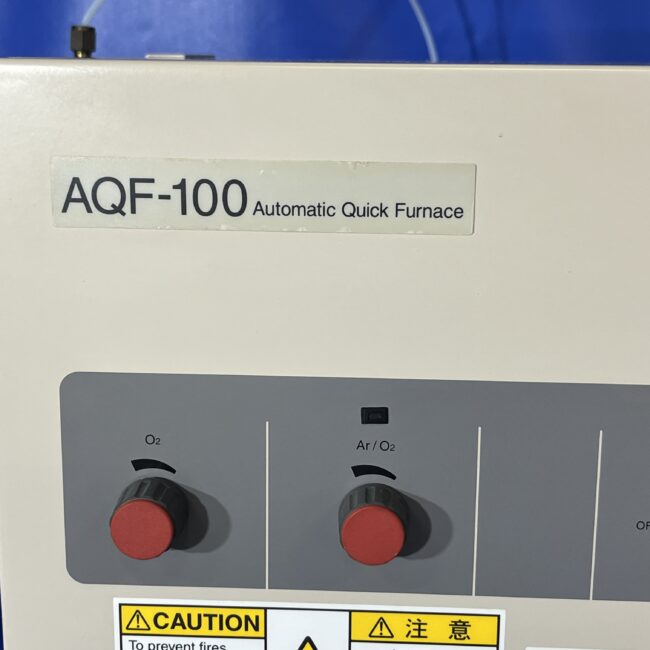 AQF-100 Automatic Quick Furnace
O₂
Ar/O₂
⚠CAUTION
⚠ 注 意
To prevent fires,